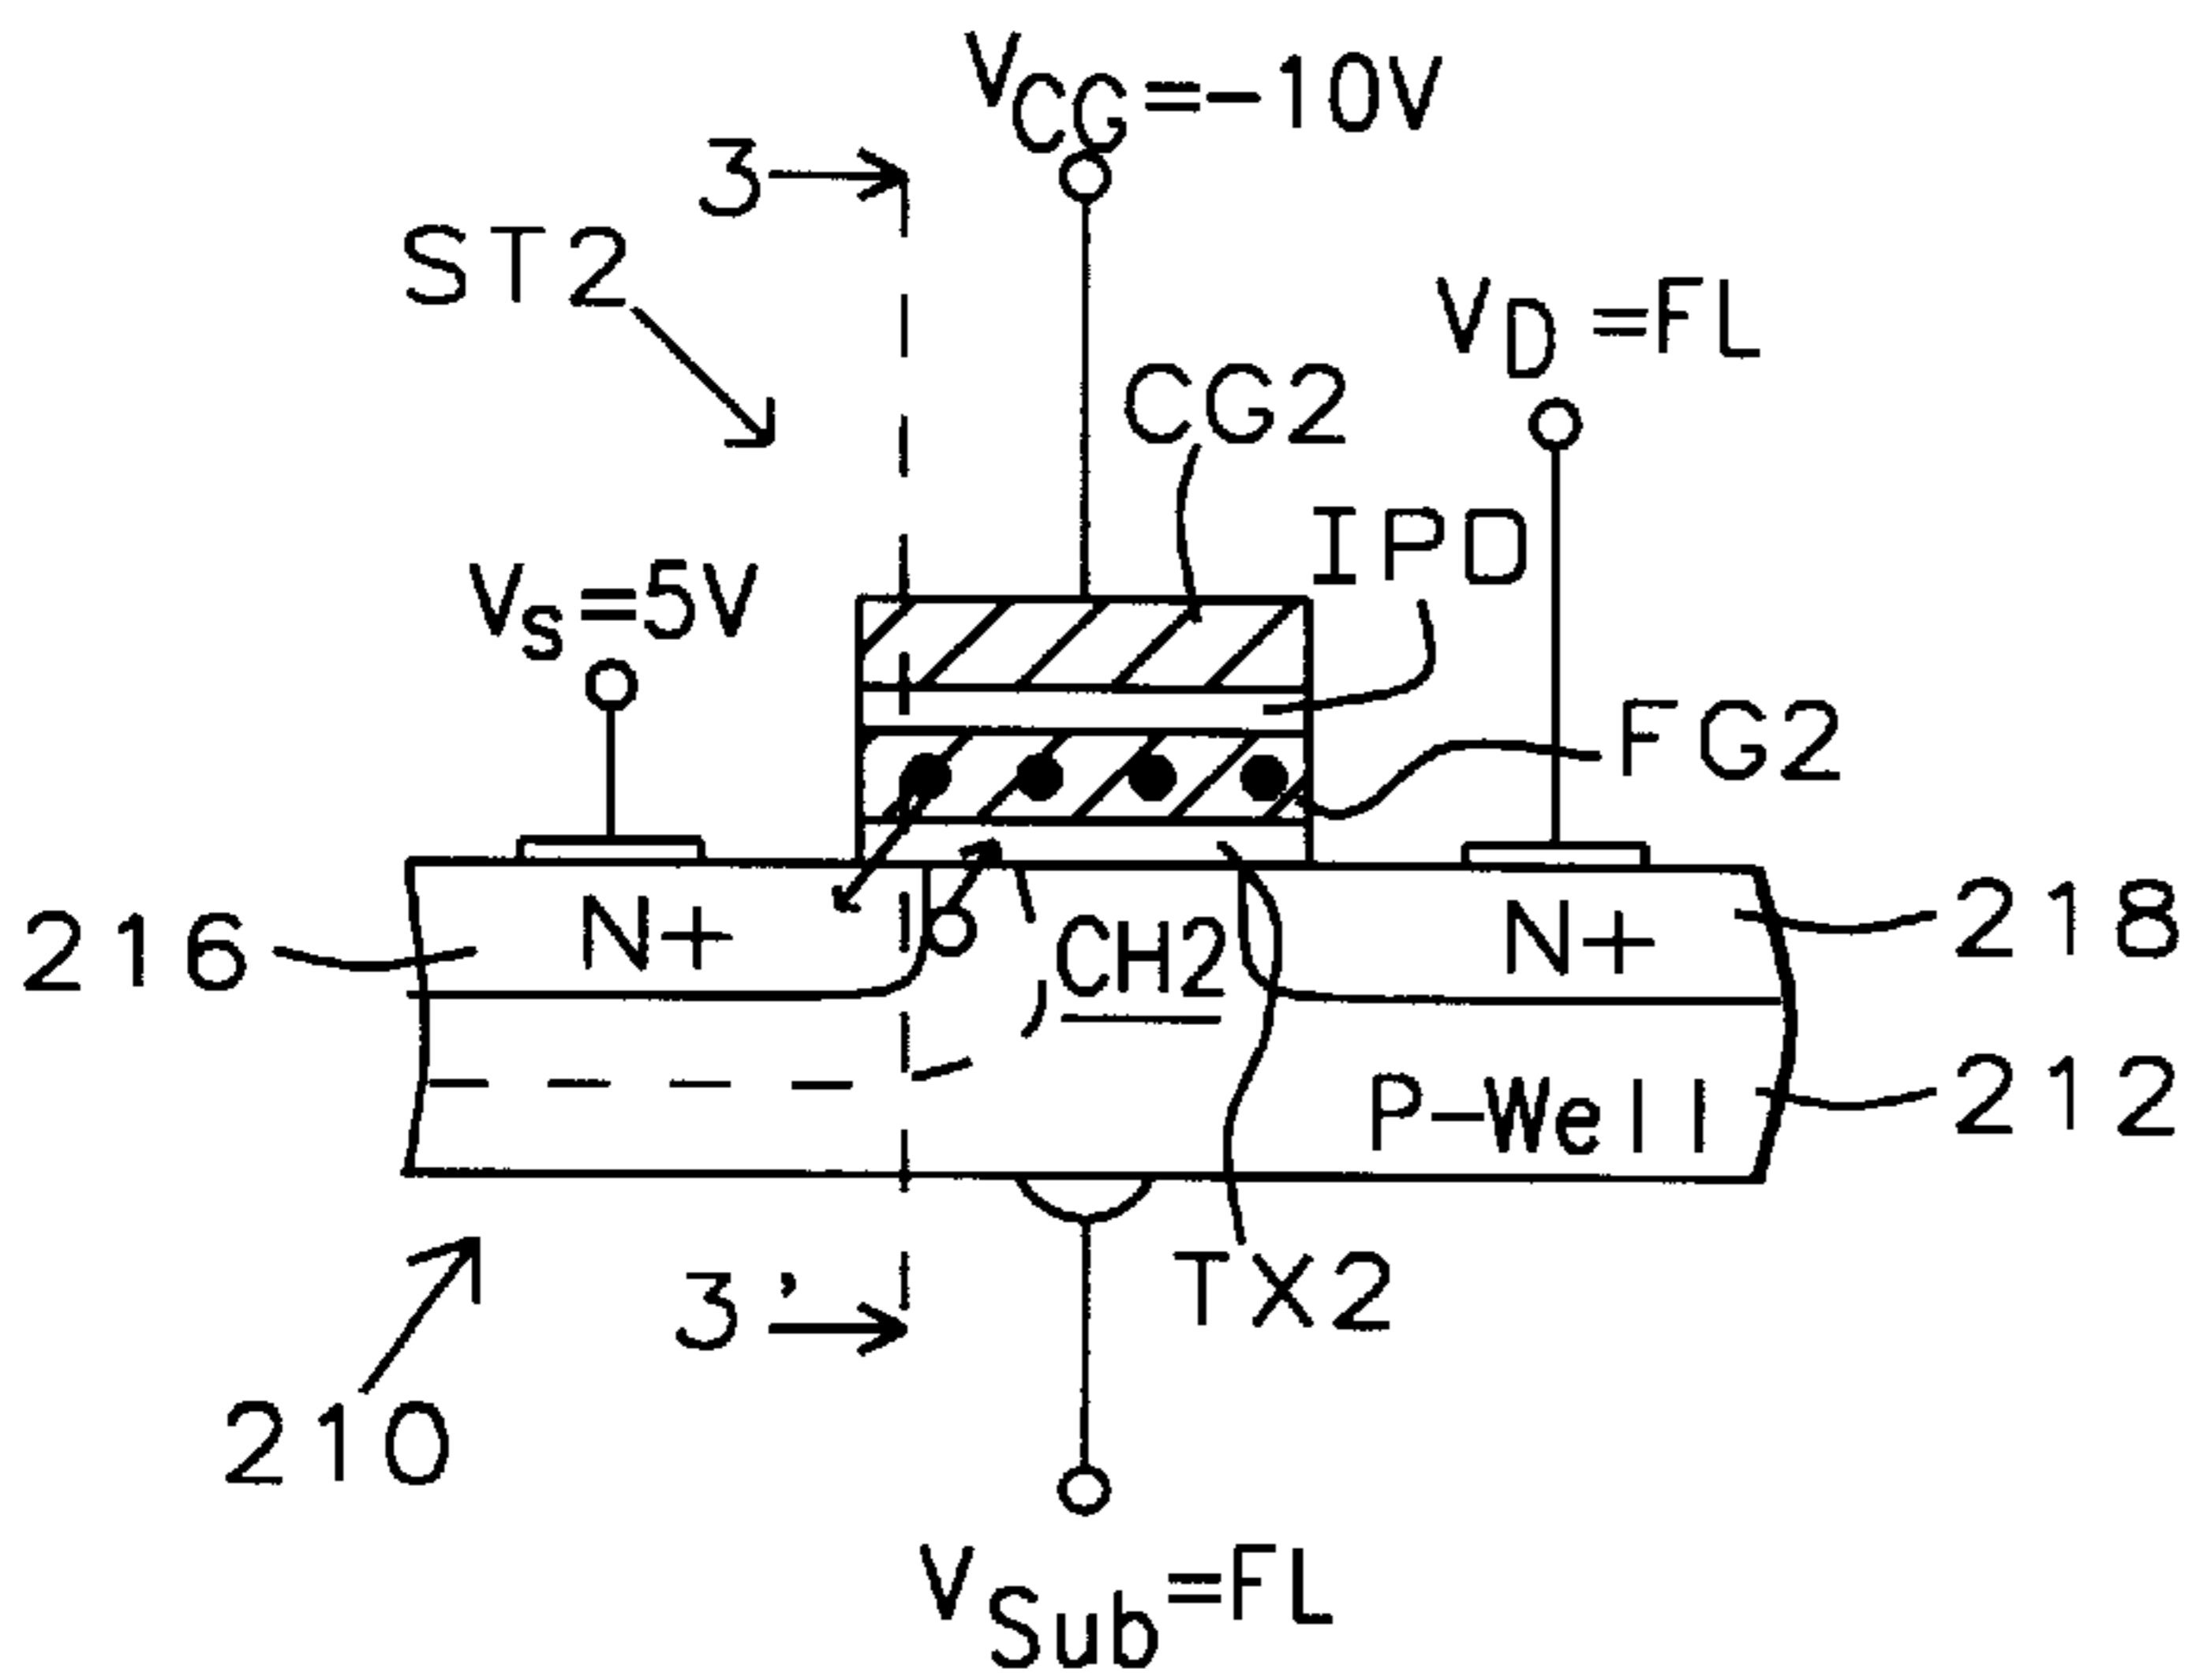 V_CG=-10V
3
ST2
V_D=FL
CG2
IPD
V_S=5V
FG2
216
N+
CH2
N+
218
P-Well
212
TX2
3'
210
V_Sub=FL